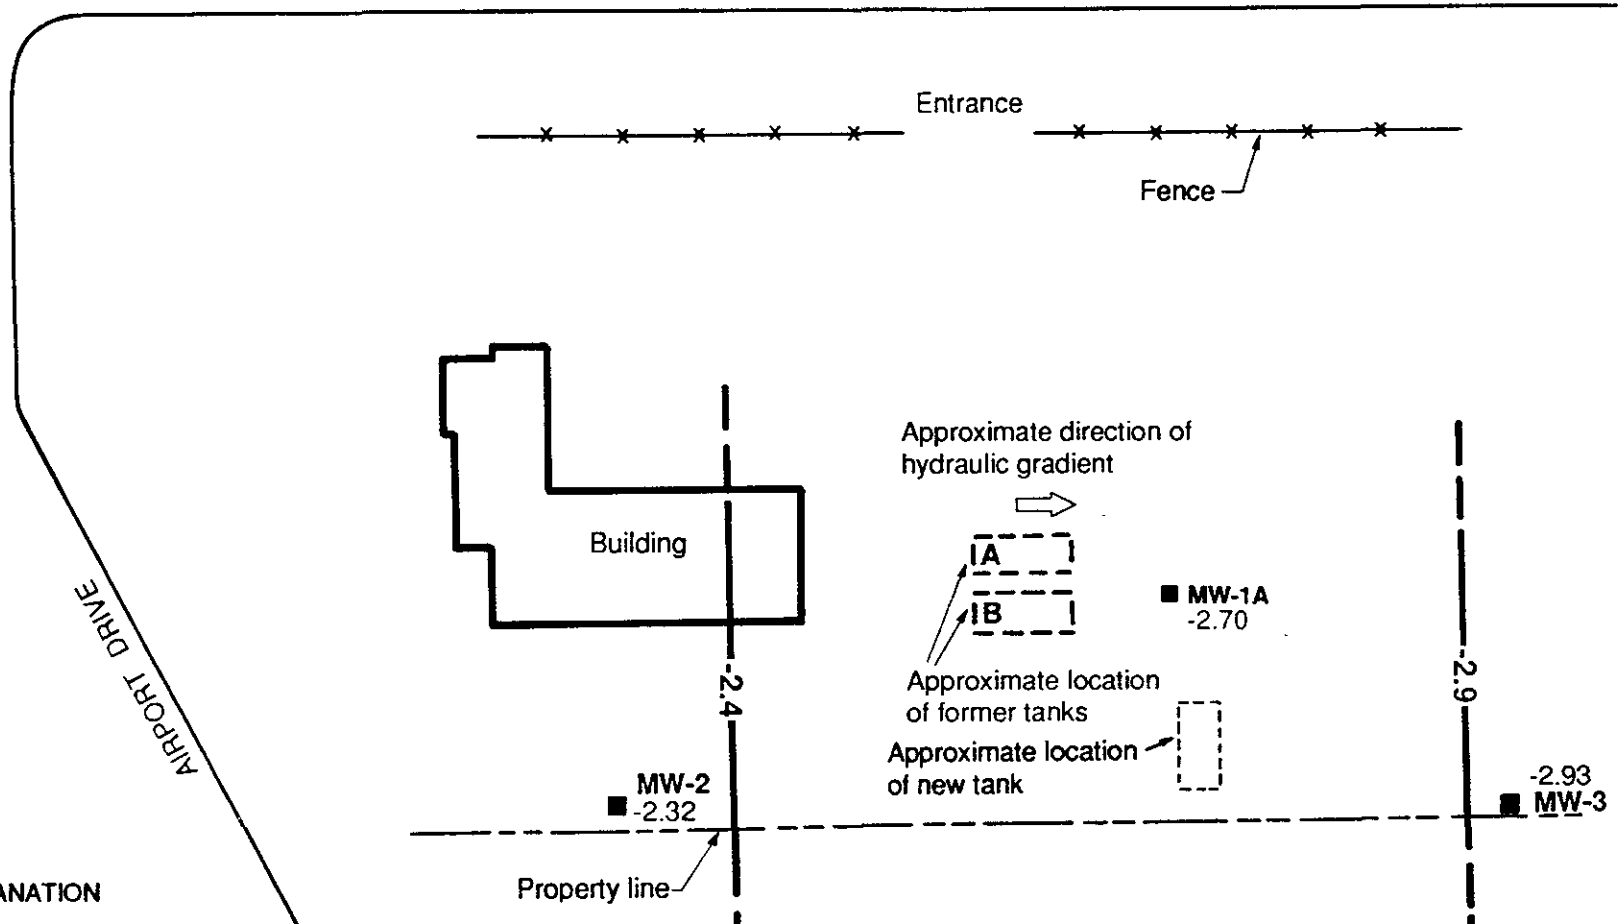 Entrance
Fence
Approximate direction of
hydraulic gradient
A
Building
B
MW-1A
-2.70
AIRPORT DRIVE
-2.4
-2.9
Approximate location
of former tanks
Approximate location
of new tank
MW-2
-2.32
-2.93
MW-3
Property line
ANATION